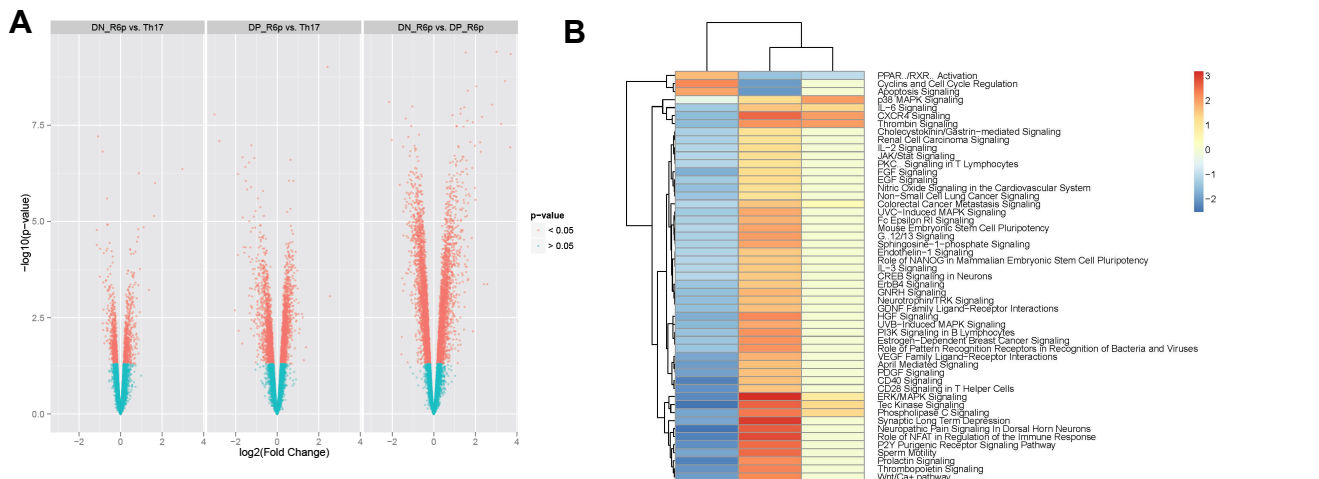 A
DN_R6p vs. Th17
DP_R6p vs. Th17
DN_R6p vs. DP_R6p
−log10(p−value)
7.5
5.0
2.5
0.0
−2 0 2 4
−2 0 2 4
−2 0 2 4
log2(Fold Change)
p−value
< 0.05
> 0.05
B
PPAR../RXR.. Activation
Cyclins and Cell Cycle Regulation
Apoptosis Signaling
p38 MAPK Signaling
IL−6 Signaling
CXCR4 Signaling
Thrombin Signaling
Cholecystokinin/Gastrin−mediated Signaling
Renal Cell Carcinoma Signaling
IL−2 Signaling
JAK/Stat Signaling
PKC.. Signaling in T Lymphocytes
FGF Signaling
EGF Signaling
Nitric Oxide Signaling in the Cardiovascular System
Non−Small Cell Lung Cancer Signaling
Colorectal Cancer Metastasis Signaling
UVC−Induced MAPK Signaling
Fc Epsilon RI Signaling
Mouse Embryonic Stem Cell Pluripotency
G..12/13 Signaling
Sphingosine−1−phosphate Signaling
Endothelin−1 Signaling
Role of NANOG in Mammalian Embryonic Stem Cell Pluripotency
IL−3 Signaling
CREB Signaling in Neurons
ErbB4 Signaling
GNRH Signaling
Neurotrophin/TRK Signaling
GDNF Family Ligand−Receptor Interactions
HGF Signaling
UVB−Induced MAPK Signaling
PI3K Signaling in B Lymphocytes
Estrogen−Dependent Breast Cancer Signaling
Role of Pattern Recognition Receptors in Recognition of Bacteria and Viruses
VEGF Family Ligand−Receptor Interactions
April Mediated Signaling
PDGF Signaling
CD40 Signaling
CD28 Signaling in T Helper Cells
ERK/MAPK Signaling
Tec Kinase Signaling
Phospholipase C Signaling
Synaptic Long Term Depression
Neuropathic Pain Signaling In Dorsal Horn Neurons
Role of NFAT in Regulation of the Immune Response
P2Y Purigenic Receptor Signaling Pathway
Sperm Motility
Prolactin Signaling
Thrombopoietin Signaling
Wnt/Ca+ pathway
3
2
1
0
−1
−2